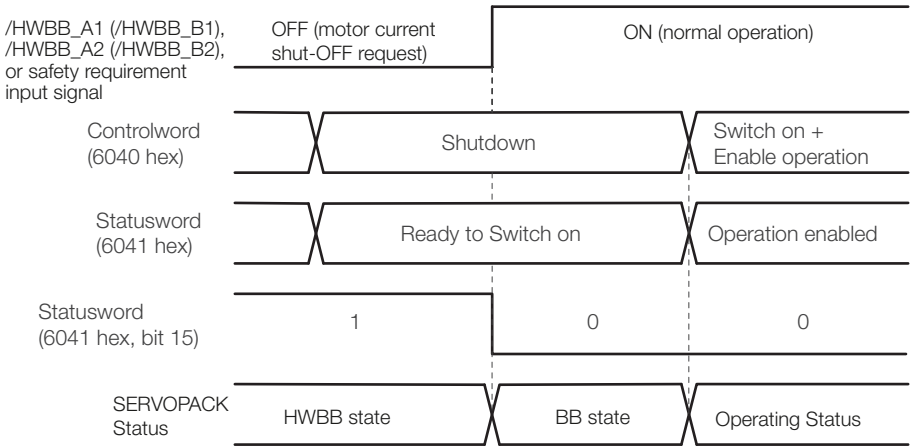 /HWBB_A1 (/HWBB_B1),
/HWBB_A2 (/HWBB_B2),
or safety requirement
input signal
OFF (motor current
shut-OFF request)
ON (normal operation)
Controlword
(6040 hex)
Shutdown
Switch on +
Enable operation
Statusword
(6041 hex)
Ready to Switch on
Operation enabled
Statusword
(6041 hex, bit 15)
1
0
0
SERVOPACK
Status
HWBB state
BB state
Operating Status